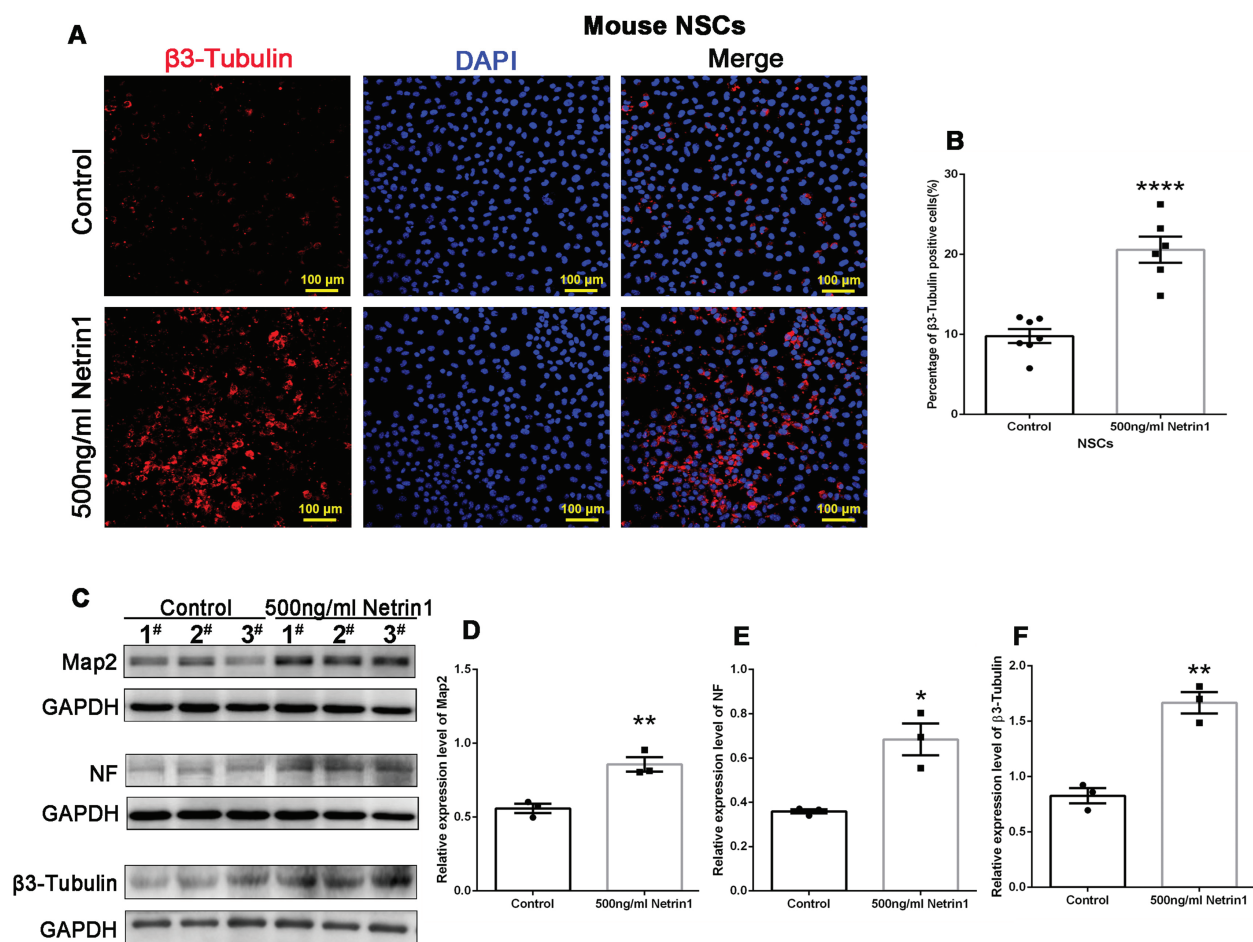 A
Mouse NSCs
β3-Tubulin DAPI Merge
Control
100 μm 100 μm 100 μm
500ng/ml Netrin1
100 μm 100 μm 100 μm
B
Percentage of β3-Tubulin positive cells(%)
30
20
10
0
****
Control 500ng/ml Netrin1
NSCs
C
Control 500ng/ml Netrin1
1# 2# 3# 1# 2# 3#
Map2
GAPDH
NF
GAPDH
β3-Tubulin
GAPDH
D
Relative expression level of Map2
1.5
1.0
0.5
0.0
**
Control 500ng/ml Netrin1
E
Relative expression level of NF
1.0
0.8
0.6
0.4
0.2
0.0
*
Control 500ng/ml Netrin1
F
Relative expression level of β3-Tubulin
2.0
1.5
1.0
0.5
0.0
**
Control 500ng/ml Netrin1